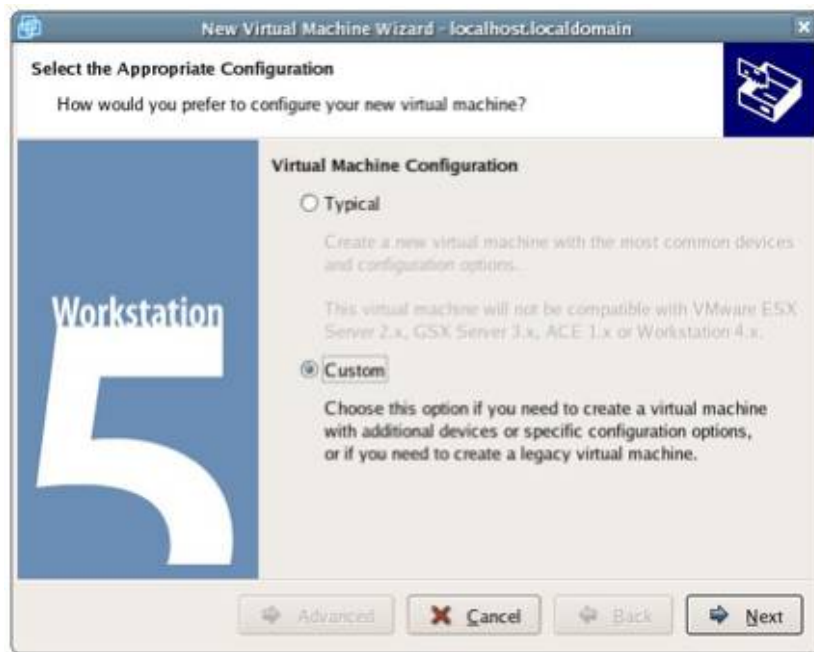 New Virtual Machine Wizard - localhost.localdomain
Select the Appropriate Configuration
How would you prefer to configure your new virtual machine?
Virtual Machine Configuration
Typical
Create a new virtual machine with the most common devices
and configuration options.
This virtual machine will not be compatible with VMware ESX
Server 2.x, GSX Server 3.x, ACE 1.x or Workstation 4.x.
Custom
Choose this option if you need to create a virtual machine
with additional devices or specific configuration options,
or if you need to create a legacy virtual machine.
Workstation
5
Advanced
Cancel
Back
Next